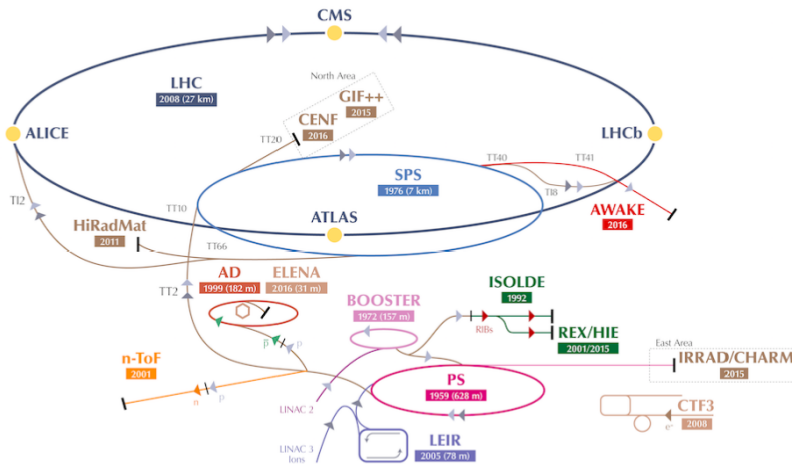 CMS
North Area
LHC
2008 (27 km)
GIF++
2015
CENF
2016
TT20
ALICE
LHCb
TT40
TT41
SPS
1976 (7 km)
TI8
TI2
TT10
AWAKE
2016
HiRadMat
2011
ATLAS
TT66
AD
1999 (182 m)
ELENA
2016 (31 m)
TT2
ISOLDE
1992
BOOSTER
1972 (157 m)
RIBs
REX/HIE
2001/2015
p
p
n-ToF
2001
East Area
IRRAD/CHARM
2015
n
p
PS
1959 (628 m)
LINAC 2
CTF3
2008
e-
LINAC 3
Ions
LEIR
2005 (78 m)